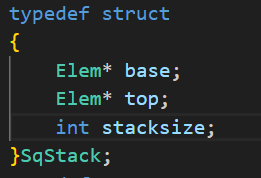 typedef struct
{
    Elem* base;
    Elem* top;
    int stacksize;
}SqStack;